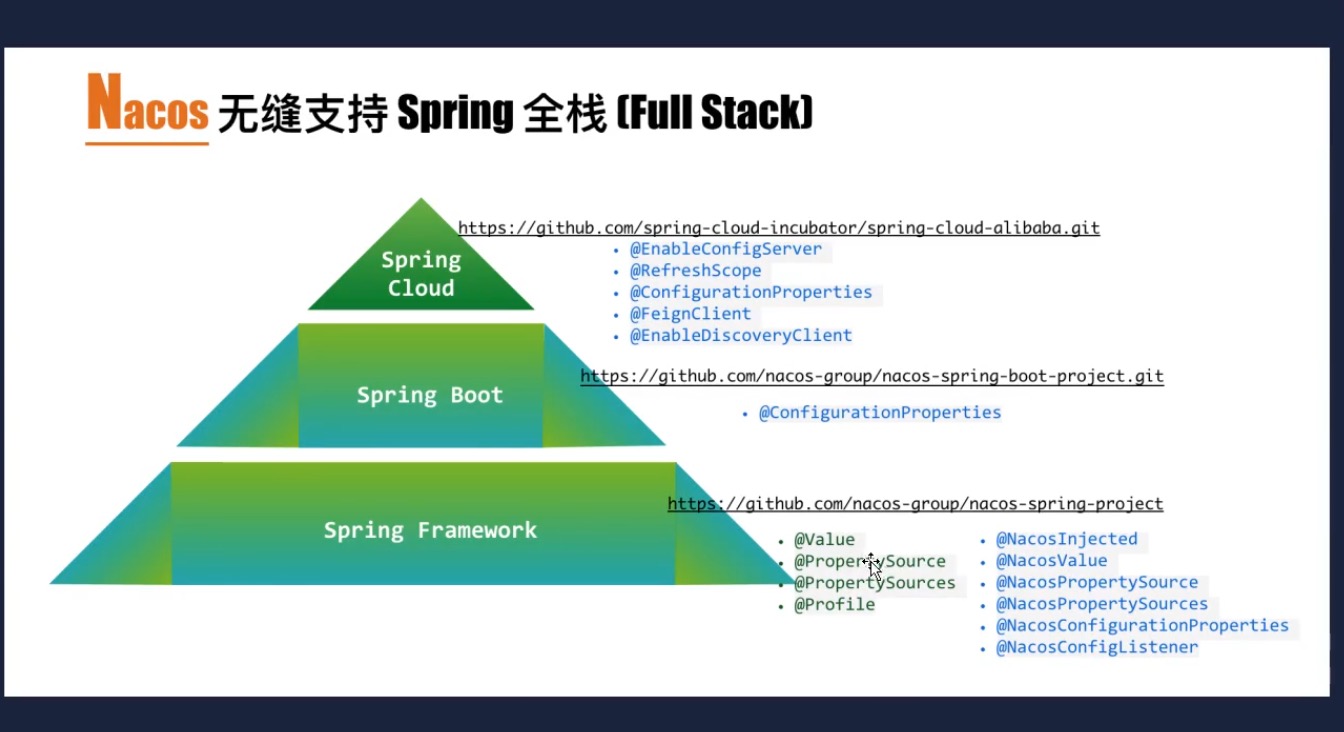 Nacos 无缝支持 Spring 全栈 (Full Stack)
Spring
Cloud
https://github.com/spring-cloud-incubator/spring-cloud-alibaba.git
• @EnableConfigServer
• @RefreshScope
• @ConfigurationProperties
• @FeignClient
• @EnableDiscoveryClient
Spring Boot
https://github.com/nacos-group/nacos-spring-boot-project.git
• @ConfigurationProperties
Spring Framework
https://github.com/nacos-group/nacos-spring-project
• @Value
• @PropertySource
• @PropertySources
• @Profile
• @NacosInjected
• @NacosValue
• @NacosPropertySource
• @NacosPropertySources
• @NacosConfigurationProperties
• @NacosConfigListener